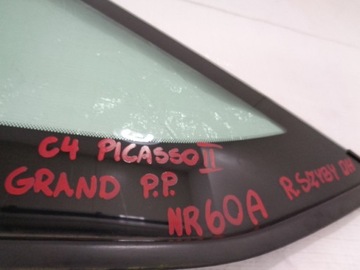 C4 PICASSO II
GRAND P.P.
NR60A
R.SZYBY